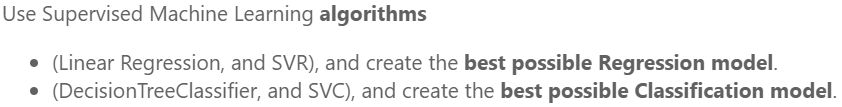 Use Supervised Machine Learning algorithms
• (Linear Regression, and SVR), and create the best possible Regression model.
• (DecisionTreeClassifier, and SVC), and create the best possible Classification model.